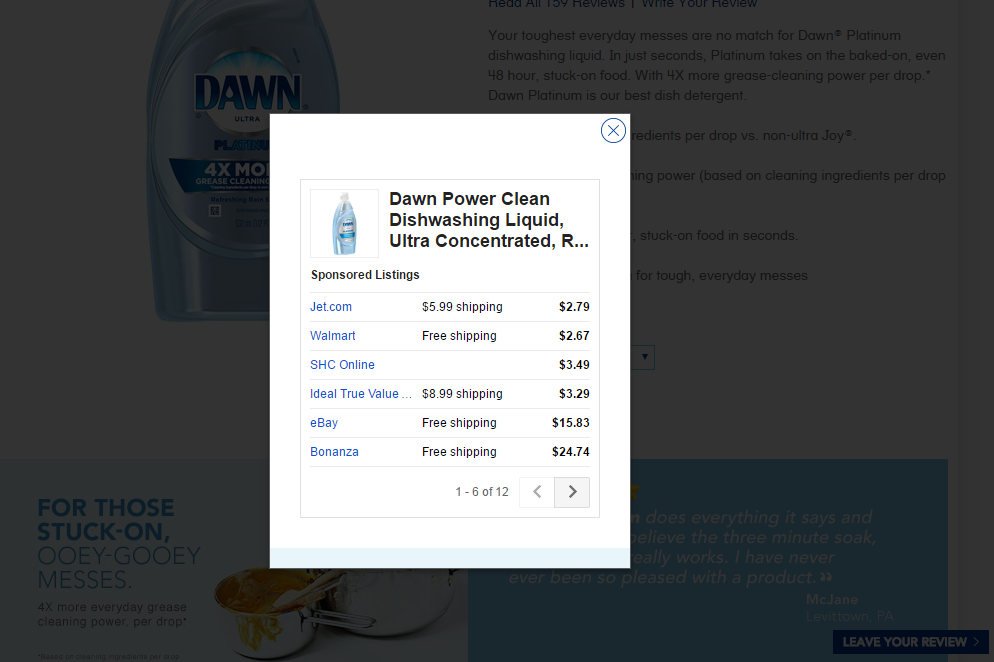 Read All 159 Reviews | Write Your Review
Your toughest everyday messes are no match for Dawn® Platinum
dishwashing liquid. In just seconds, Platinum takes on the baked-on, even
48 hour, stuck-on food. With 4X more grease-cleaning power per drop.*
Dawn Platinum is our best dish detergent.
DAWN
ULTRA
PLATINU
4X MO
GREASE CLEANING
redients per drop vs. non-ultra Joy®.
ning power (based on cleaning ingredients per drop
, stuck-on food in seconds.
for tough, everyday messes
Dawn Power Clean
Dishwashing Liquid,
Ultra Concentrated, R...
Sponsored Listings
Jet.com $5.99 shipping $2.79
Walmart Free shipping $2.67
SHC Online $3.49
Ideal True Value ... $8.99 shipping $3.29
eBay Free shipping $15.83
Bonanza Free shipping $24.74
1 - 6 of 12
FOR THOSE
STUCK-ON,
OOEY-GOOEY
MESSES.
4X more everyday grease
cleaning power, per drop*
*Based on cleaning ingredients per drop
m does everything it says and
believe the three minute soak,
really works. I have never
ever been so pleased with a product.
McJane
Levittown, PA
LEAVE YOUR REVIEW